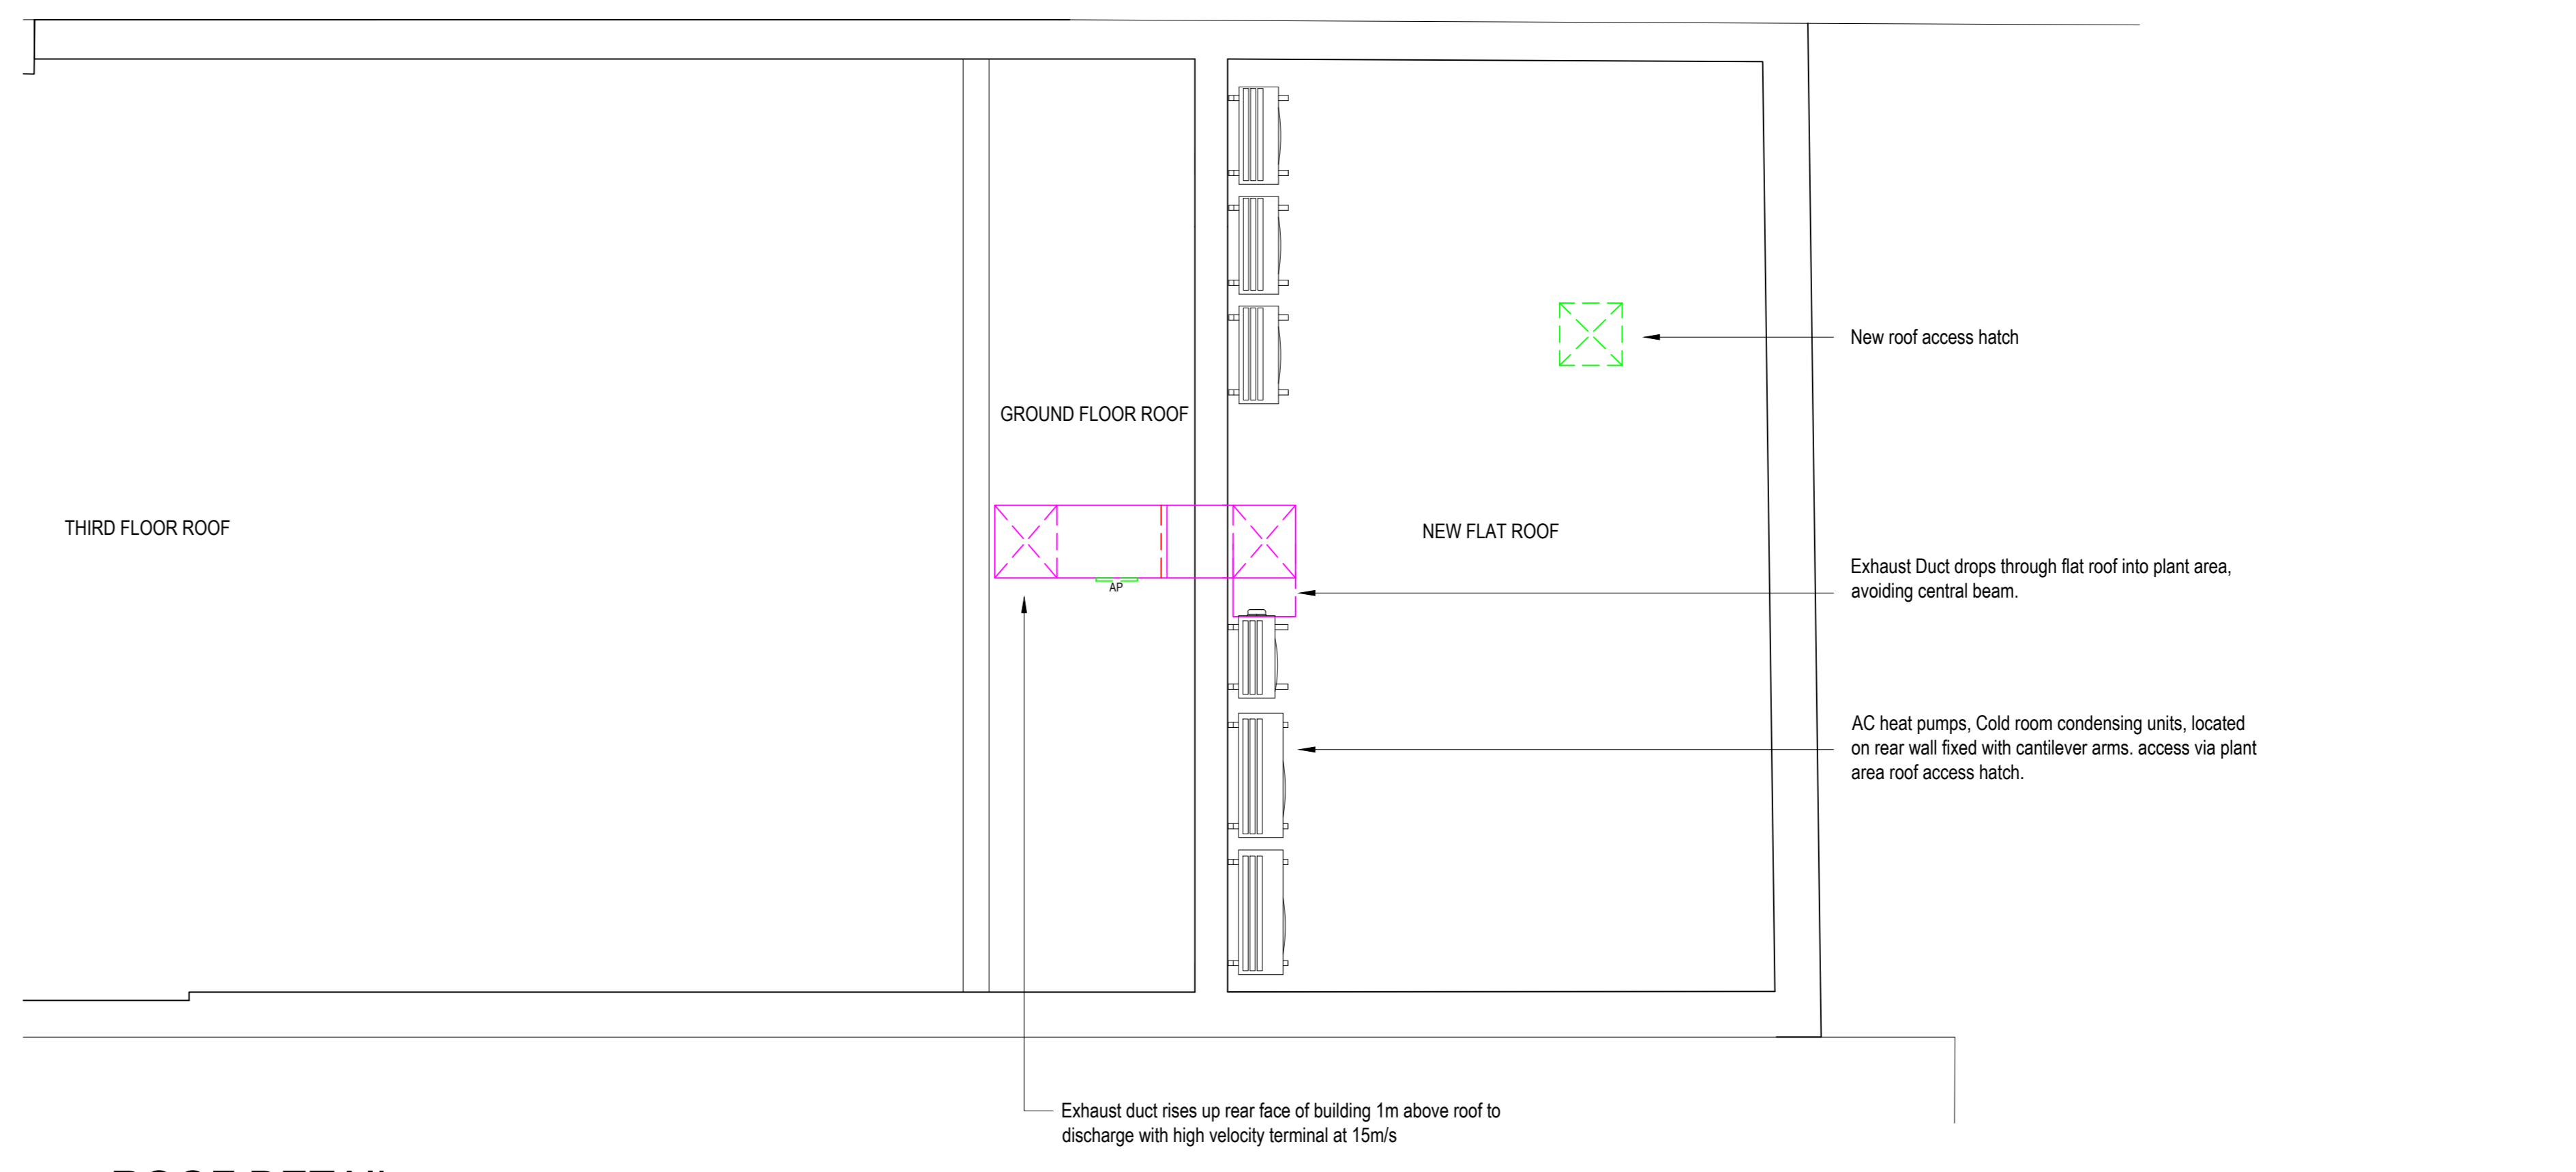 New roof access hatch
GROUND FLOOR ROOF
THIRD FLOOR ROOF
NEW FLAT ROOF
Exhaust Duct drops through flat roof into plant area,
avoiding central beam.
AP
AC heat pumps, Cold room condensing units, located
on rear wall fixed with cantilever arms. access via plant
area roof access hatch.
Exhaust duct rises up rear face of building 1m above roof to
discharge with high velocity terminal at 15m/s
ROOF DETAIL